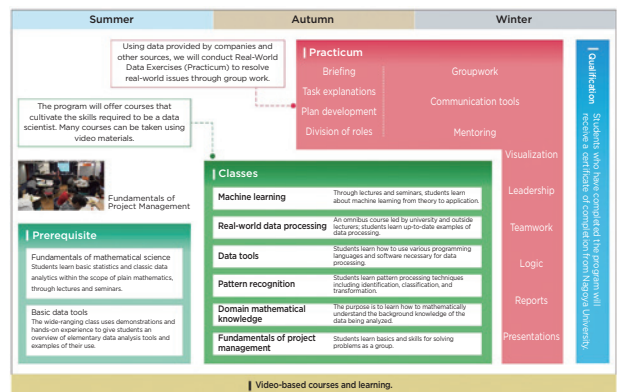 Summer
Autumn
Winter
Using data provided by companies and
other sources, we will conduct Real-World
Data Exercises (Practicum) to resolve
real-world issues through group work.
Practicum
Briefing
Task explanations
Plan development
Division of roles
Groupwork
Communication tools
Mentoring
Visualization
Leadership
Teamwork
Logic
Reports
Presentations
Qualification
Students who have completed the program will
receive a certificate of completion from Nagoya University.
The program will offer courses that
cultivate the skills required to be a data
scientist. Many courses can be taken using
video materials.
Fundamentals of
Project Management
Prerequisite
Fundamentals of mathematical science
Students learn basic statistics and classic data
analytics within the scope of plain mathematics,
through lectures and seminars.
Basic data tools
The wide-ranging class uses demonstrations and
hands-on experience to give students an
overview of elementary data analysis tools and
examples of their use.
Classes
Machine learning
Through lectures and seminars, students learn
about machine learning from theory to application.
Real-world data processing
An omnibus course led by university and outside
lecturers; students learn up-to-date examples of
data processing.
Data tools
Students learn how to use various programming
languages and software necessary for data
processing.
Pattern recognition
Students learn pattern processing techniques
including identification, classification, and
transformation.
Domain mathematical
knowledge
The purpose is to learn how to mathematically
understand the background knowledge of the
data being analyzed.
Fundamentals of project
management
Students learn basics and skills for solving
problems as a group.
Video-based courses and learning.